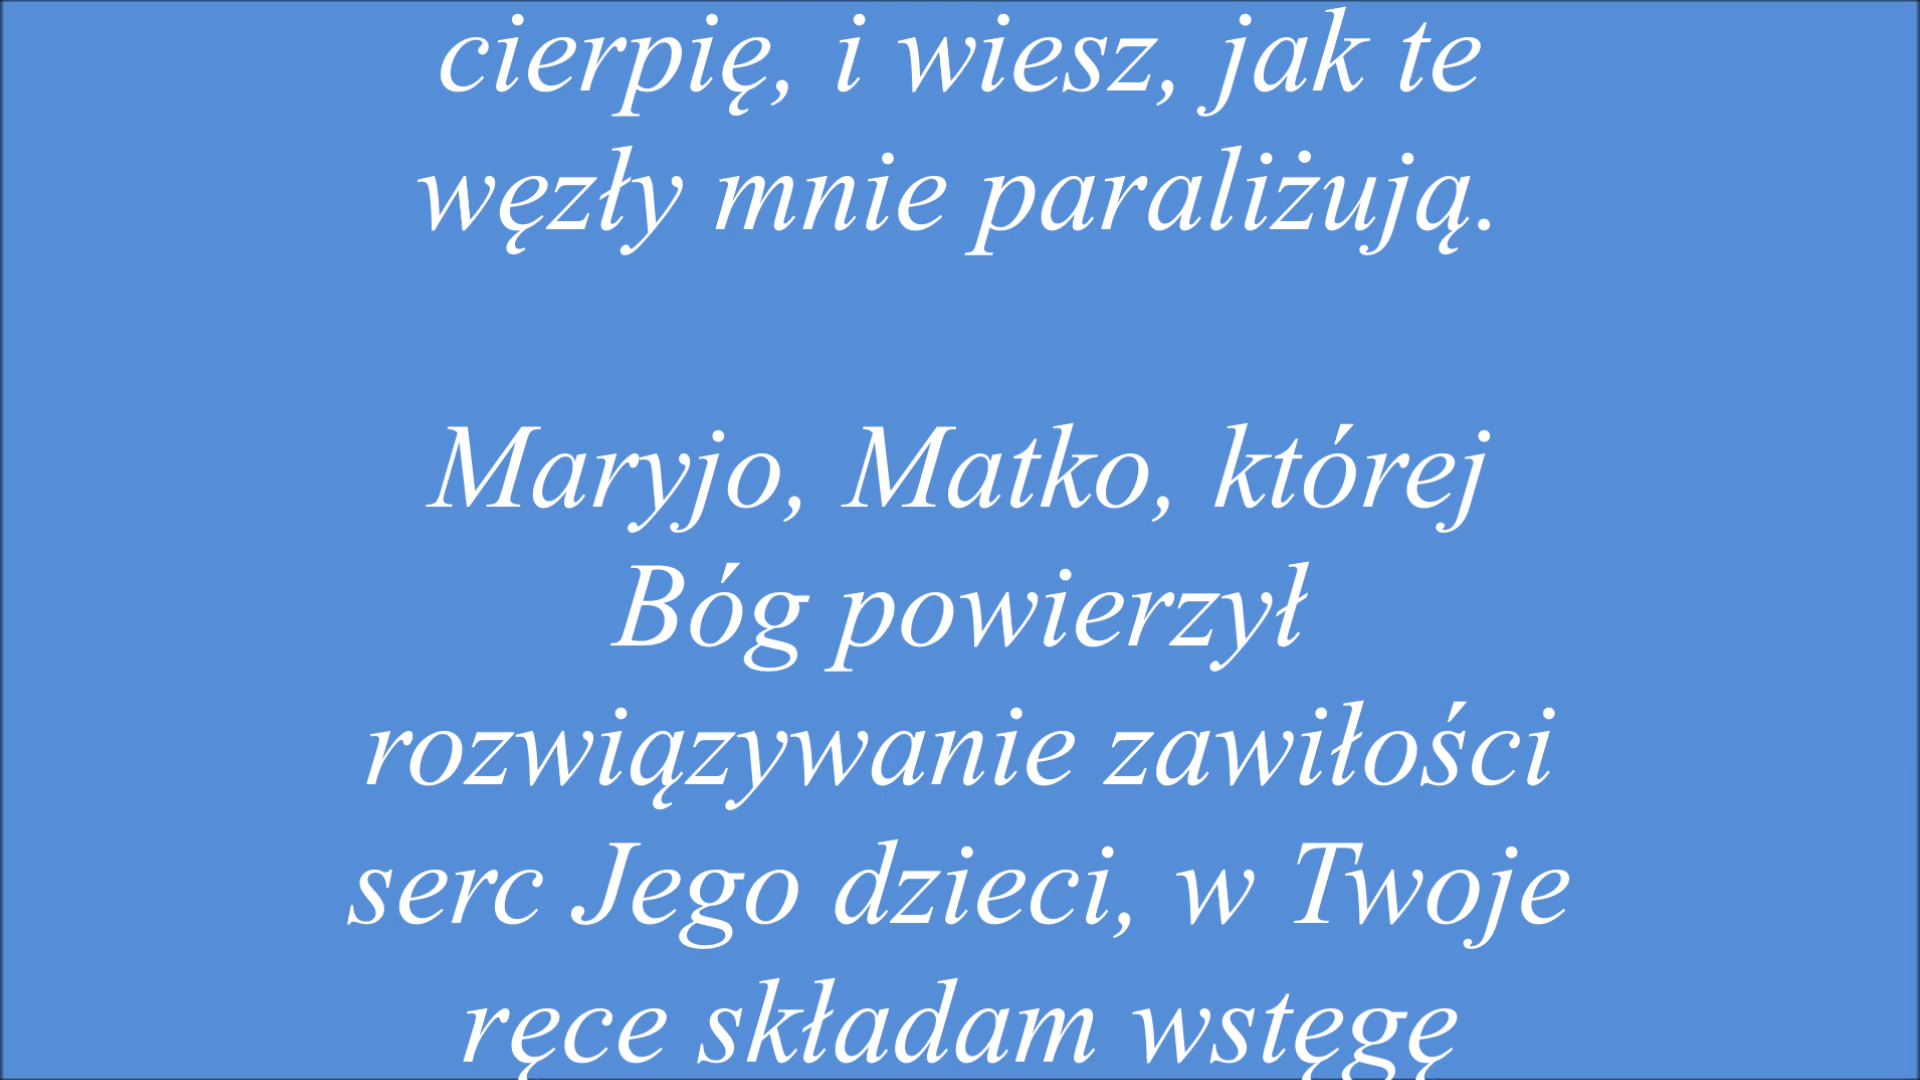 cierpię, i wiesz, jak te
węzły mnie paraliżują.
Maryjo, Matko, której
Bóg powierzył
rozwiązywanie zawiłości
serc Jego dzieci, w Twoje
ręce składam wstęgę